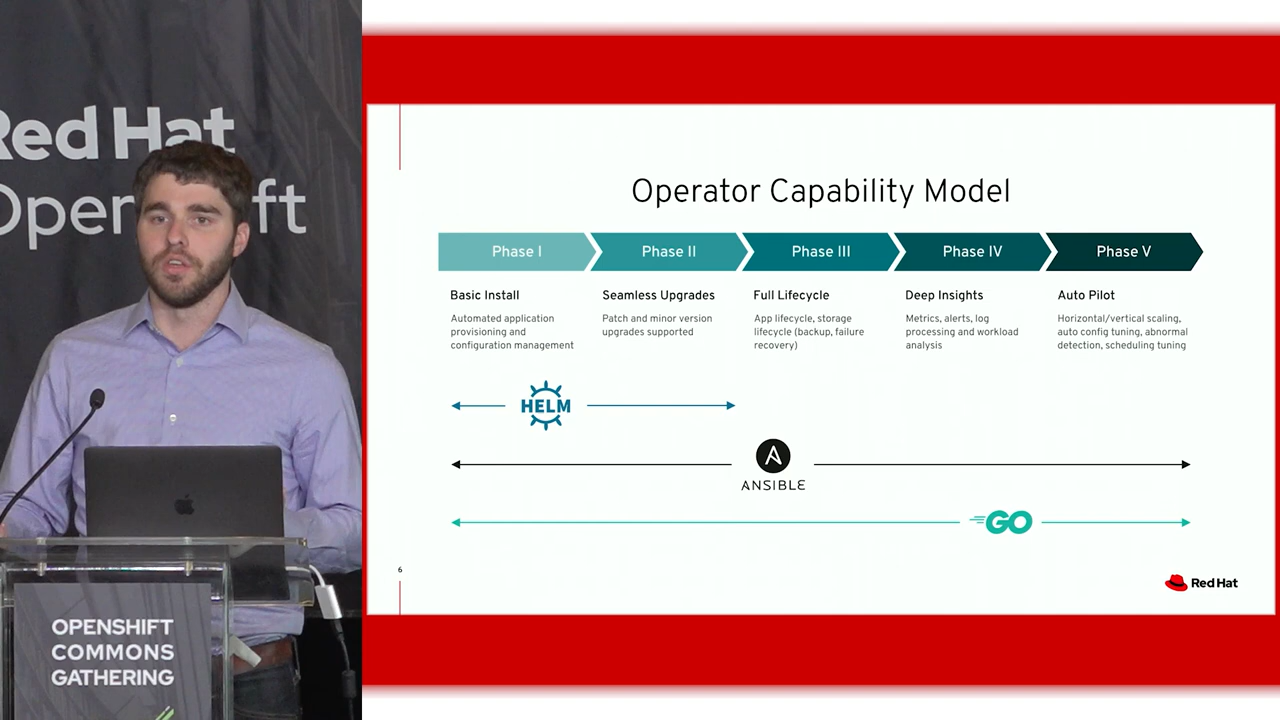 Red Hat
OPENSHIFT
COMMONS
GATHERING
Operator Capability Model
Phase I
Phase II
Phase III
Phase IV
Phase V
Basic Install
Automated application
provisioning and
configuration management
Seamless Upgrades
Patch and minor version
upgrades supported
Full Lifecycle
App lifecycle, storage
lifecycle (backup, failure
recovery)
Deep Insights
Metrics, alerts, log
processing and workload
analysis
Auto Pilot
Horizontal/vertical scaling,
auto config tuning, abnormal
detection, scheduling tuning
HELM
ANSIBLE
GO
6
Red Hat